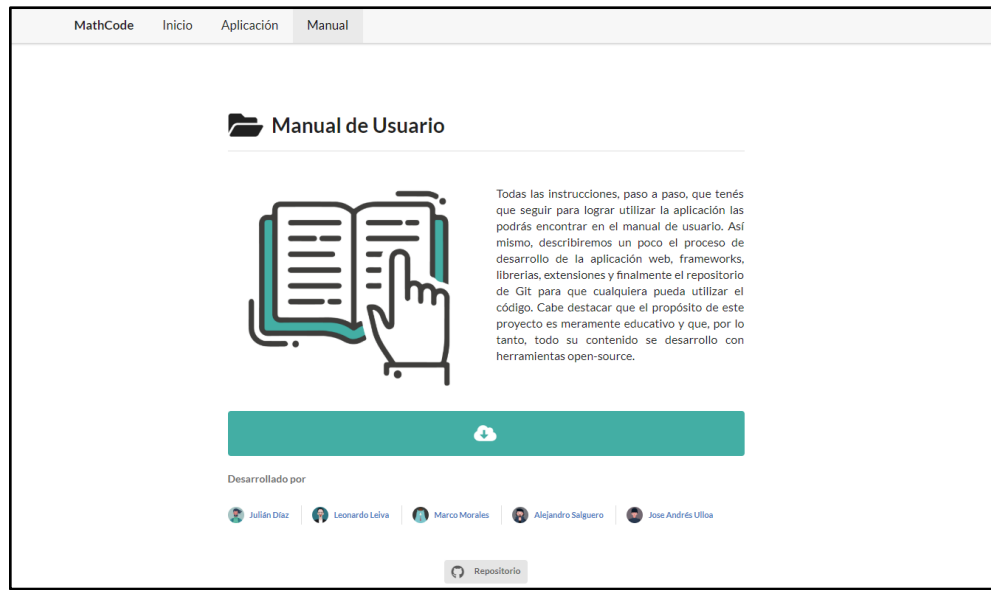 MathCode Inicio Aplicación Manual
Manual de Usuario
Todas las instrucciones, paso a paso, que tenés
que seguir para lograr utilizar la aplicación las
podrás encontrar en el manual de usuario. Así
mismo, describiremos un poco el proceso de
desarrollo de la aplicación web, frameworks,
librerias, extensiones y finalmente el repositorio
de Git para que cualquiera pueda utilizar el
código. Cabe destacar que el propósito de este
proyecto es meramente educativo y que, por lo
tanto, todo su contenido se desarrollo con
herramientas open-source.
Desarrollado por
Julián Díaz Leonardo Leiva Marco Morales Alejandro Salguero Jose Andrés Ulloa
Repositorio